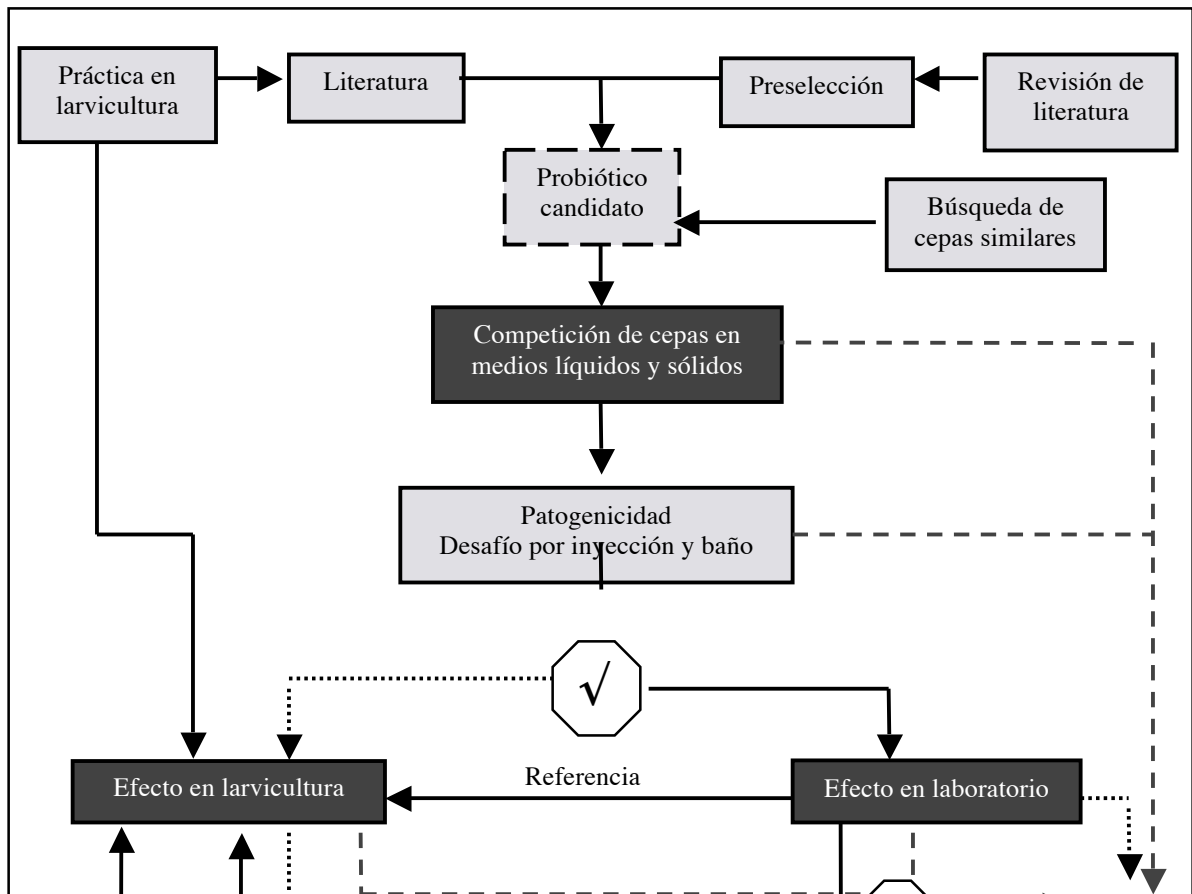 Práctica en
larvicultura
Literatura
Preselección
Revisión de
literatura
Probiótico
candidato
Búsqueda de
cepas similares
Competición de cepas en
medios líquidos y sólidos
Patogenicidad
Desafío por inyección y baño
√
Efecto en larvicultura
Referencia
Efecto en laboratorio